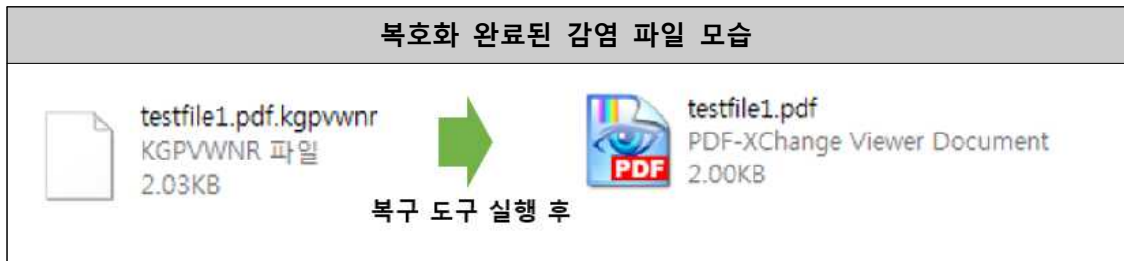 복호화 완료된 감염 파일 모습
testfile1.pdf.kgpvwnr
KGPVWNR 파일
2.03KB
복구 도구 실행 후
PDF
testfile1.pdf
PDF-XChange Viewer Document
2.00KB